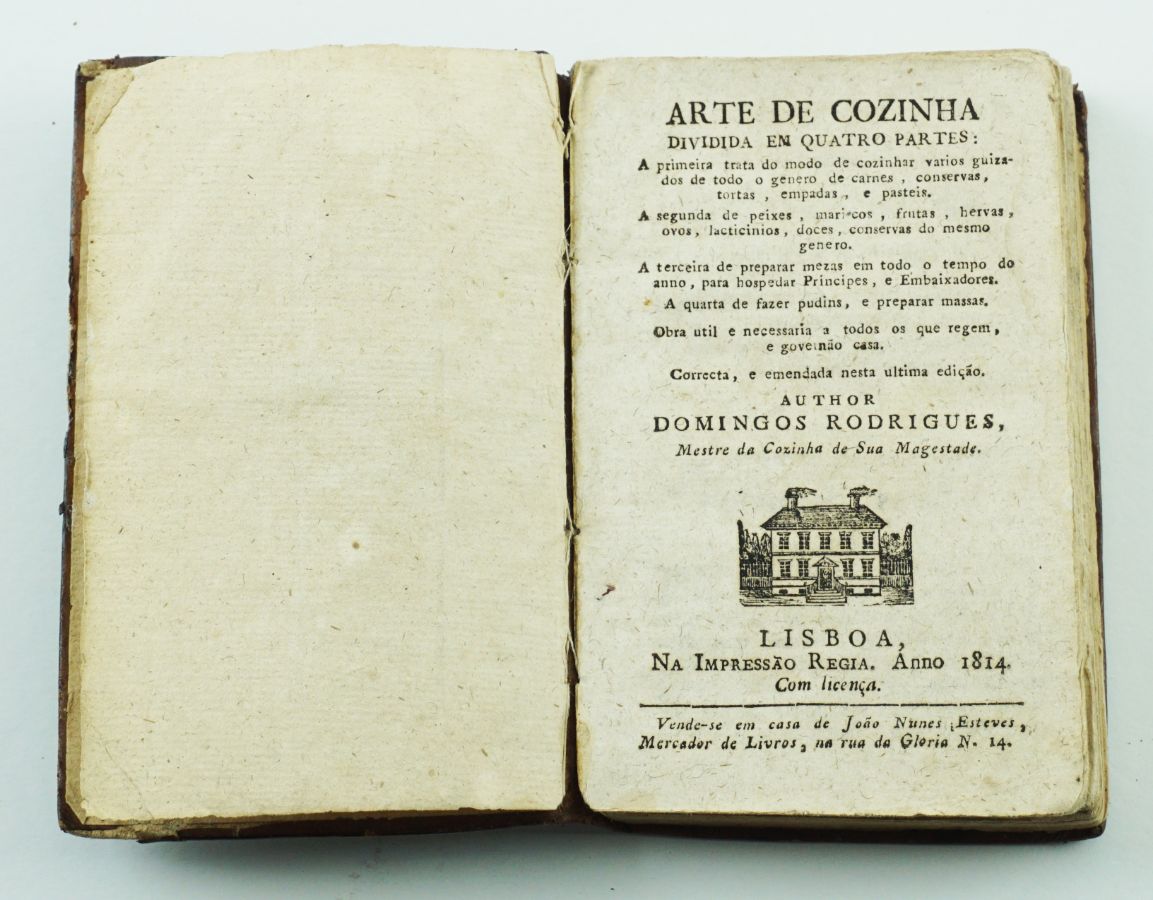 ARTE DE COZINHA
DIVIDIDA EM QUATRO PARTES:
A primeira trata do modo de cozinhar varios guiza-
dos de todo o genero de carnes, conservas,
tortas, empadas, e pasteis.
A segunda de peixes, mariscos, frutas, hervas,
ovos, lacticinios, doces, conservas do mesmo
genero.
A terceira de preparar mezas em todo o tempo do
anno, para hospedar Principes, e Embaixadores.
A quarta de fazer pudins, e preparar massas.
Obra util e necessaria a todos os que regem,
e governão casa.
Correcta, e emendada nesta ultima edição.
AUTHOR
DOMINGOS RODRIGUES,
Mestre da Cozinha de Sua Magestade.
LISBOA,
NA IMPRESSÃO REGIA. Anno 1814.
Com licença.
Vende-se em casa de João Nunes Esteves,
Mercador de Livros, na rua da Gloria N. 14.